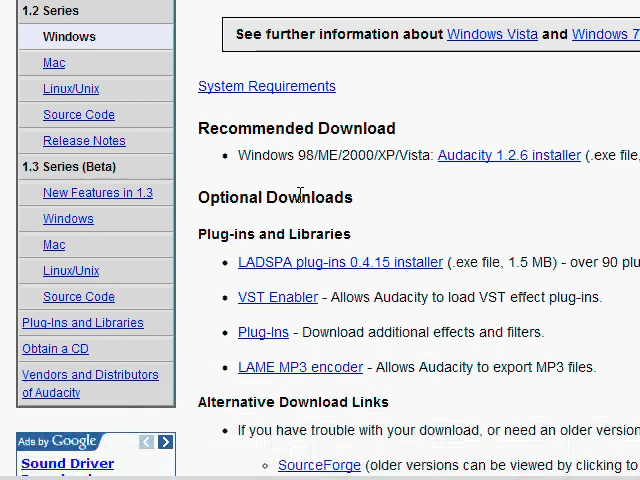 1.2 Series
Windows
Mac
Linux/Unix
Source Code
Release Notes
1.3 Series (Beta)
New Features in 1.3
Windows
Mac
Linux/Unix
Source Code
Plug-Ins and Libraries
Obtain a CD
Vendors and Distributors
of Audacity
Ads by Google
Sound Driver
See further information about Windows Vista and Windows 7
System Requirements
Recommended Download
• Windows 98/ME/2000/XP/Vista: Audacity 1.2.6 installer (.exe file,
Optional Downloads
Plug-ins and Libraries
• LADSPA plug-ins 0.4.15 installer (.exe file, 1.5 MB) - over 90 plu
• VST Enabler - Allows Audacity to load VST effect plug-ins.
• Plug-Ins - Download additional effects and filters.
• LAME MP3 encoder - Allows Audacity to export MP3 files.
Alternative Download Links
• If you have trouble with your download, or need an older version
SourceForge (older versions can be viewed by clicking to